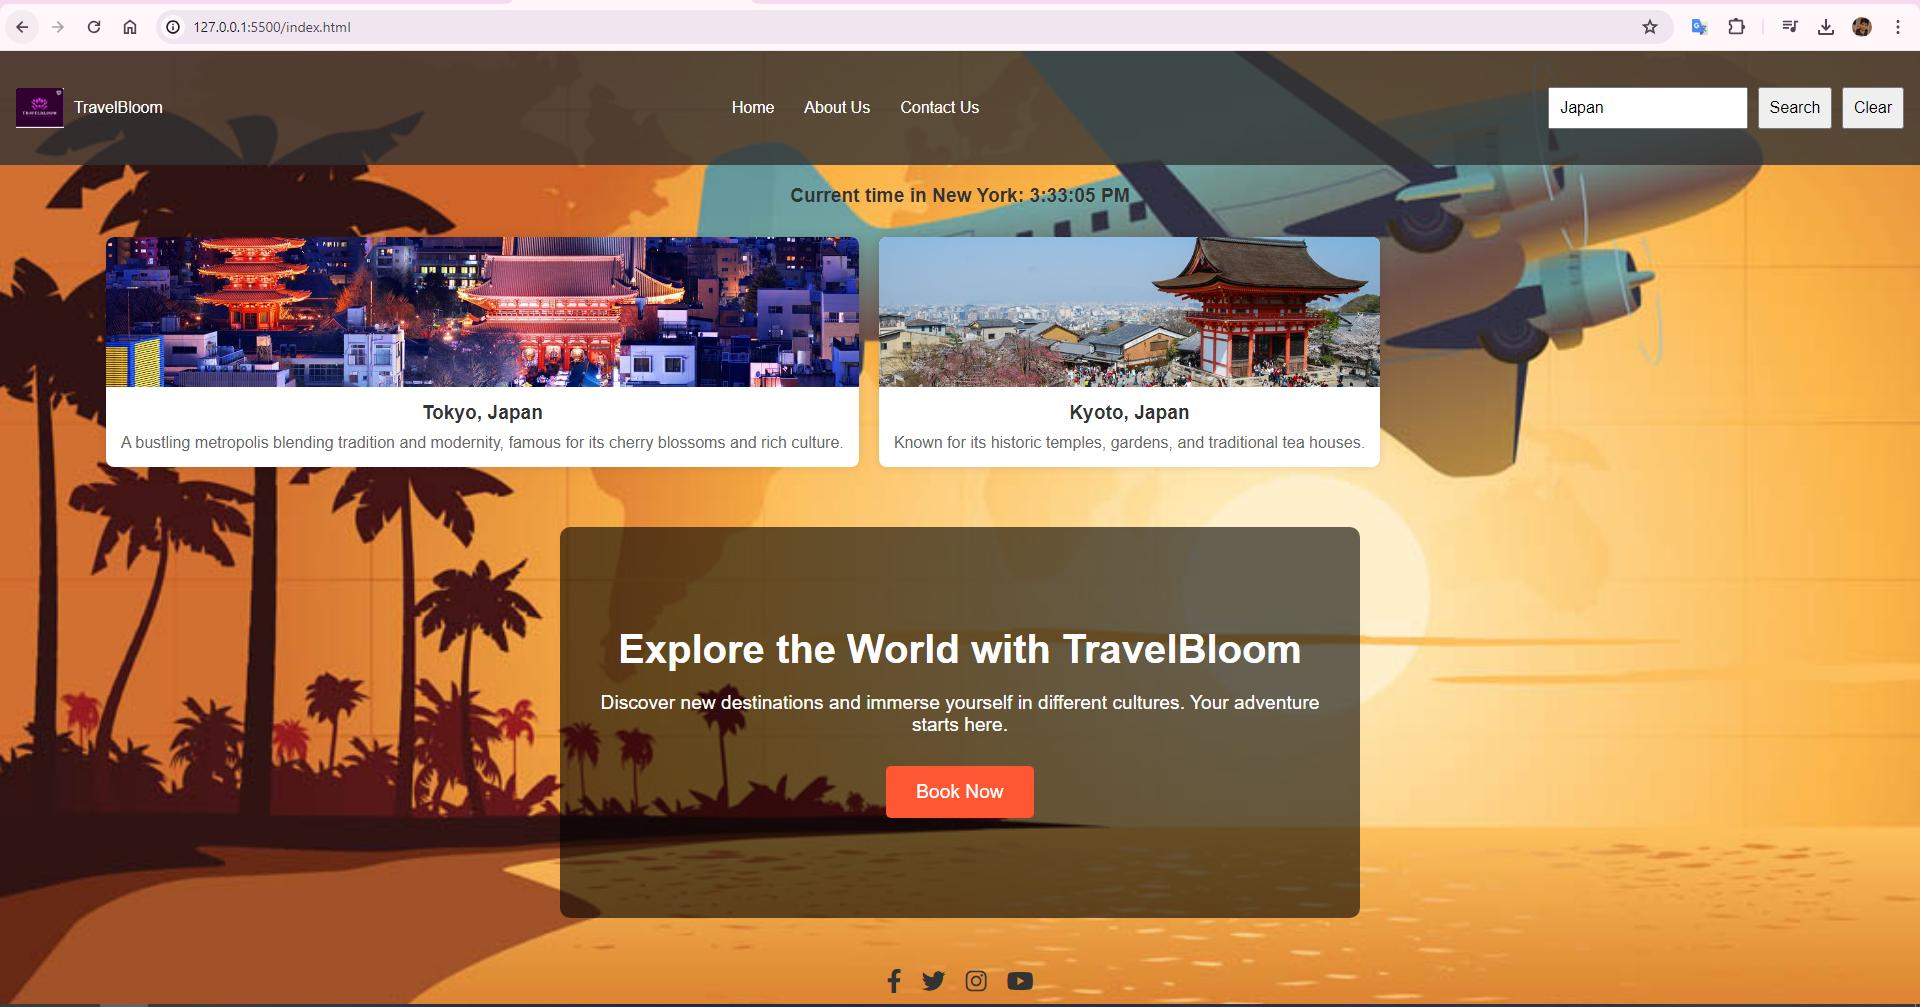 127.0.0.1:5500/index.html
TRAVELBLOOM
TravelBloom
Home
About Us
Contact Us
Japan
Search
Clear
Current time in New York: 3:33:05 PM
Tokyo, Japan
A bustling metropolis blending tradition and modernity, famous for its cherry blossoms and rich culture.
Kyoto, Japan
Known for its historic temples, gardens, and traditional tea houses.
Explore the World with TravelBloom
Discover new destinations and immerse yourself in different cultures. Your adventure
starts here.
Book Now